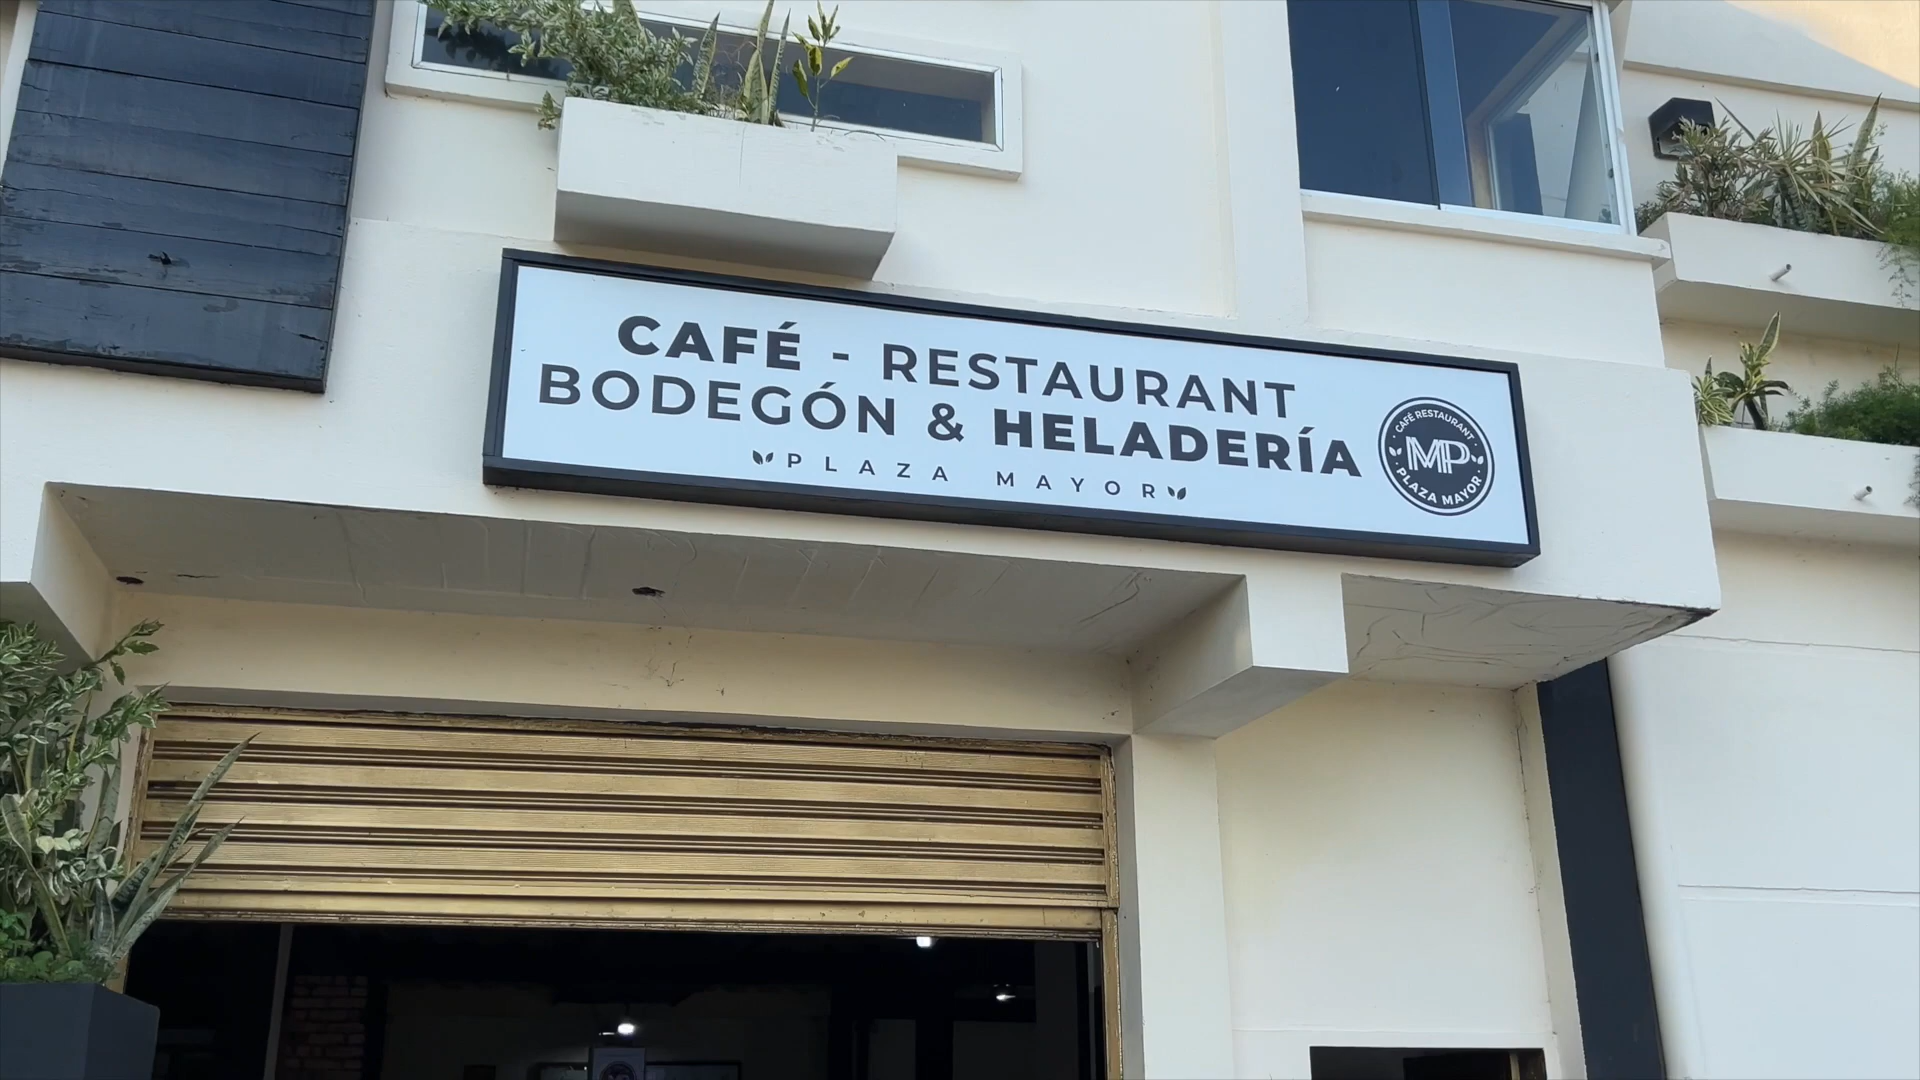 CAFÉ - RESTAURANT
BODEGÓN & HELADERÍA
PLAZA MAYOR
CAFÉ RESTAURANT
MP
PLAZA MAYOR